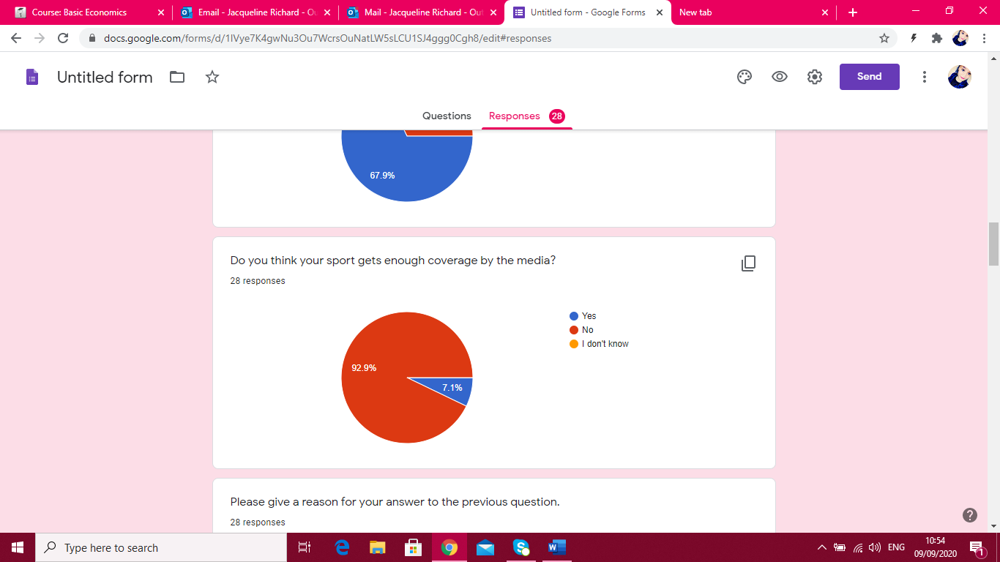 Course: Basic Economics
Email - Jacqueline Richard - Ou
Mail - Jacqueline Richard - Out
Untitled form - Google Forms
New tab
docs.google.com/forms/d/1IVye7K4gwNu3Ou7WcrsOuNatLW5sLCU1SJ4ggg0Cgh8/edit#responses
Untitled form
Send
Questions
Responses 28
67.9%
Do you think your sport gets enough coverage by the media?
28 responses
Yes
No
I don't know
92.9%
7.1%
Please give a reason for your answer to the previous question.
28 responses
Type here to search
ENG
10:54
09/09/2020
1